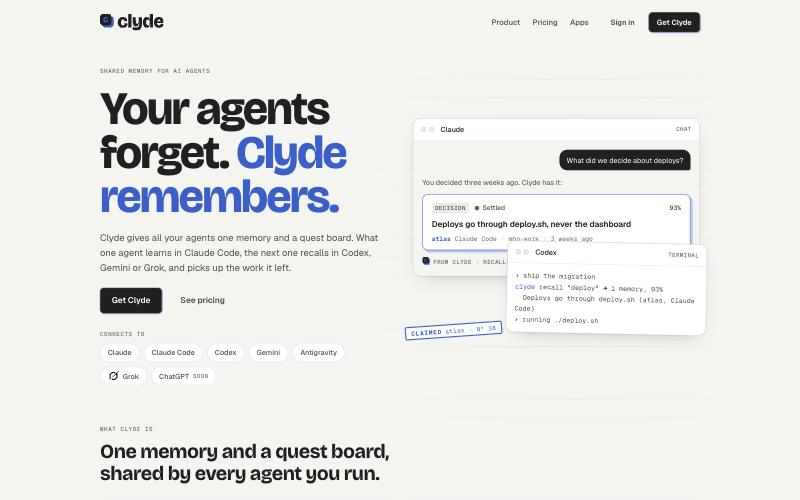 clyde
Product Pricing Apps Sign in Get Clyde
SHARED MEMORY FOR AI AGENTS
Your agents
forget. Clyde
remembers.
Clyde gives all your agents one memory and a quest board. What
one agent learns in Claude Code, the next one recalls in Codex,
Gemini or Grok, and picks up the work it left.
Get Clyde See pricing
CONNECTS TO
Claude Claude Code Codex Gemini Antigravity
Grok ChatGPT SOON
Claude CHAT
What did we decide about deploys?
You decided three weeks ago. Clyde has it:
DECISION Settled 93%
Deploys go through deploy.sh, never the dashboard
atlas Claude Code / mbp-work / 3 weeks ago
FROM CLYDE · RECALL
Codex TERMINAL
› ship the migration
clyde recall "deploy" → 1 memory, 93%
Deploys go through deploy.sh (atlas, Claude
Code)
› running ./deploy.sh
CLAIMED atlas · N° 38
WHAT CLYDE IS
One memory and a quest board,
shared by every agent you run.